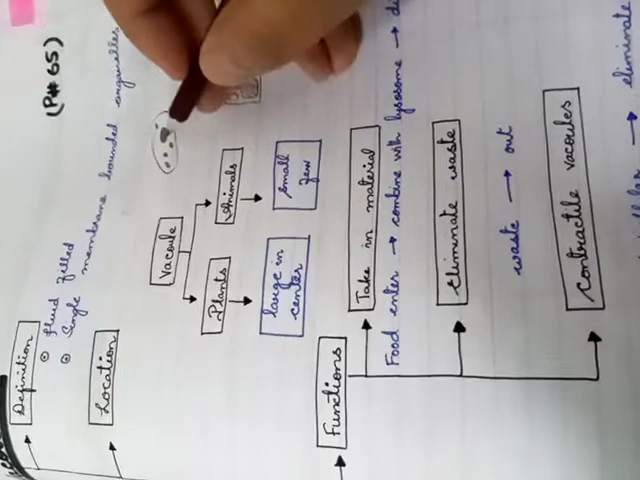 (P# 65)
Definition
Fluid filled
Single membrane bounded organelles
Location
Vacuole
Plants
Animals
large in
center
Small
few
Functions
Take in material
Food enter → combine with lysosome →
Eliminate waste
waste → out
Contractile vacuoles
→ eliminate